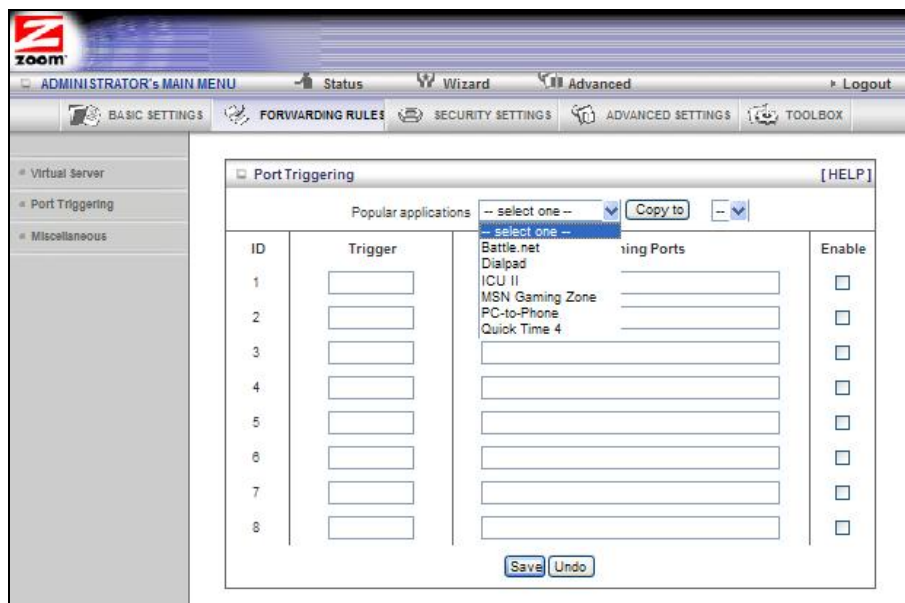 zoom
ADMINISTRATOR's MAIN MENU Status Wizard Advanced Logout
BASIC SETTINGS FORWARDING RULES SECURITY SETTINGS ADVANCED SETTINGS TOOLBOX
Virtual Server
Port Triggering
Miscellaneous
Port Triggering [HELP]
Popular applications -- select one -- Copy to --
-- select one --
Battle.net
Dialpad
ICU II
MSN Gaming Zone
PC-to-Phone
Quick Time 4
ID Trigger ning Ports Enable
1
2
3
4
5
6
7
8
Save Undo